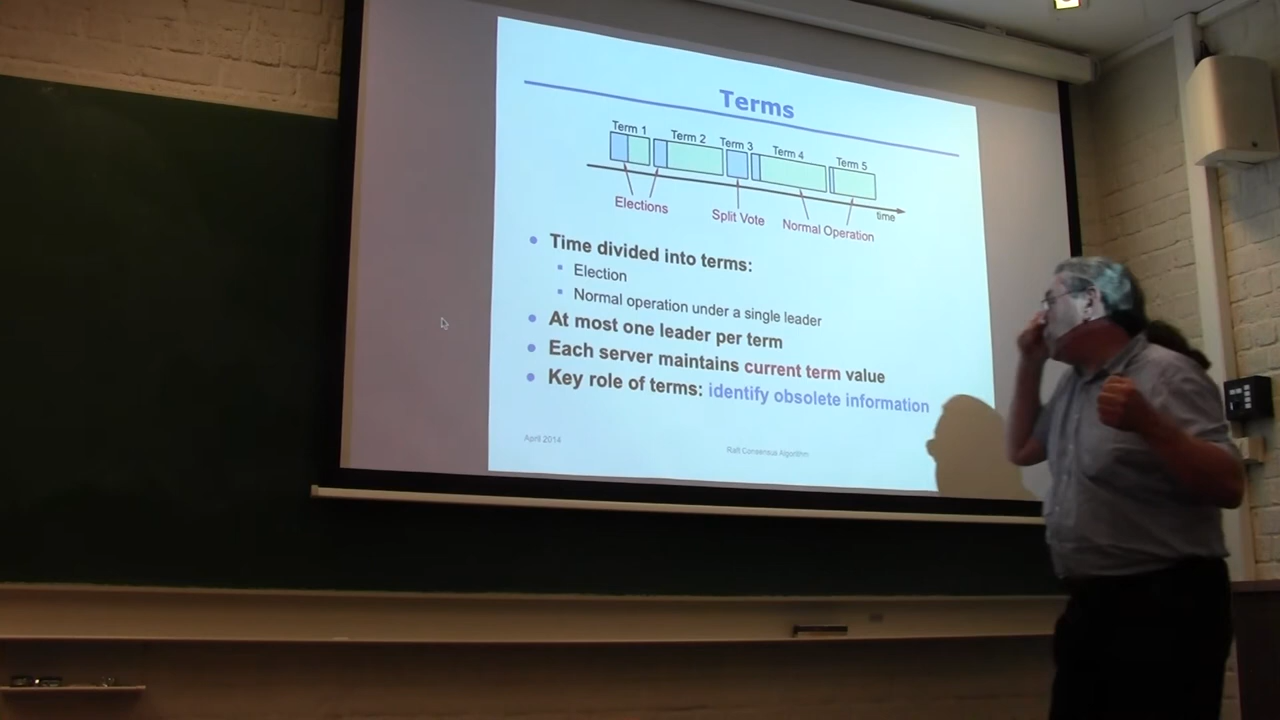 Terms
Term 1 Term 2 Term 3 Term 4 Term 5
time
Elections Split Vote Normal Operation
Time divided into terms:
Election
Normal operation under a single leader
At most one leader per term
Each server maintains current term value
Key role of terms: identify obsolete information
April 2014 Raft Consensus Algorithm